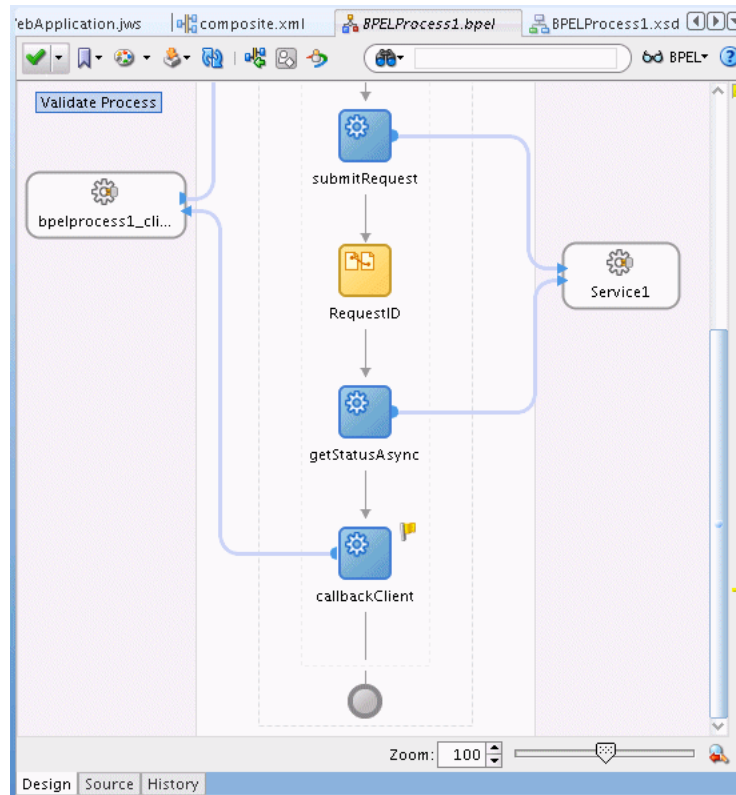 'ebApplication.jws composite.xml BPELProcess1.bpel BPELProcess1.xsd
BPEL
Validate Process
submitRequest
bpelprocess1_cli...
Service1
RequestID
getStatusAsync
callbackClient
Zoom: 100
Design Source History